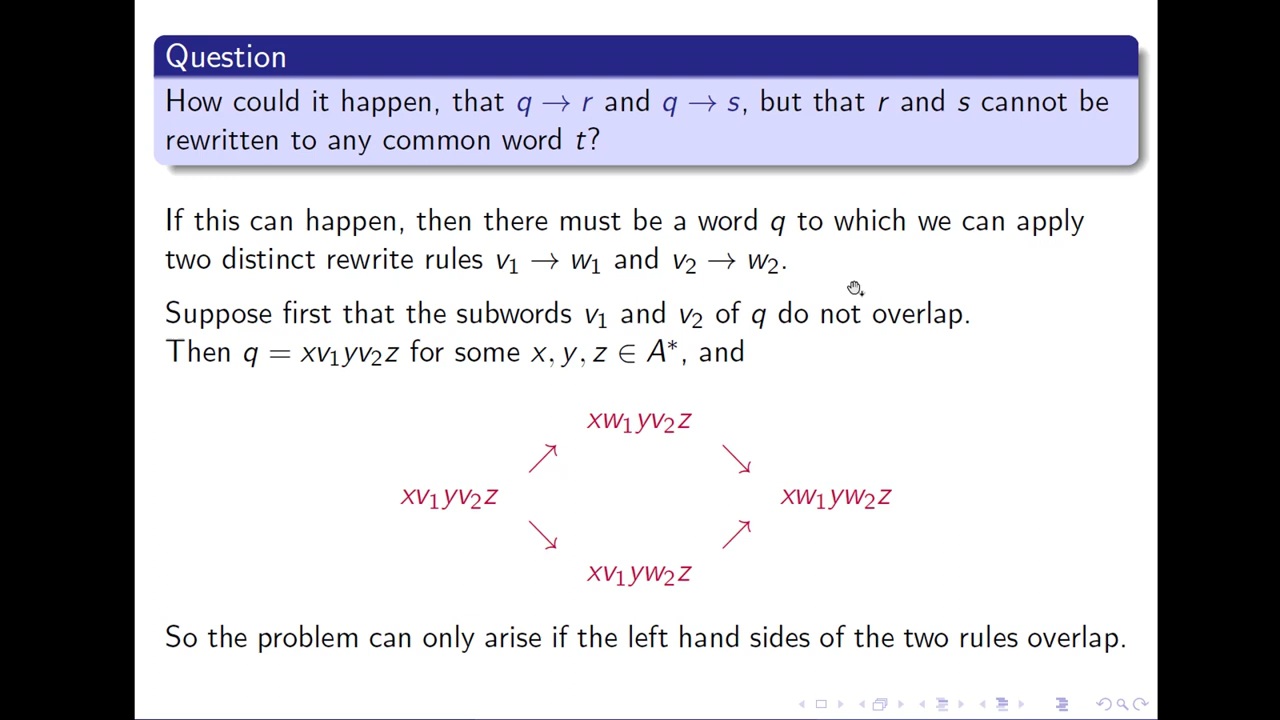 Question
How could it happen, that q → r and q → s, but that r and s cannot be
rewritten to any common word t?
If this can happen, then there must be a word q to which we can apply
two distinct rewrite rules v₁ → w₁ and v₂ → w₂.
Suppose first that the subwords v₁ and v₂ of q do not overlap.
Then q = xv₁yv₂z for some x, y, z ∈ A*, and
xw₁yv₂z
↗ ↘
xv₁yv₂z xw₁yw₂z
↘ ↗
xv₁yw₂z
So the problem can only arise if the left hand sides of the two rules overlap.